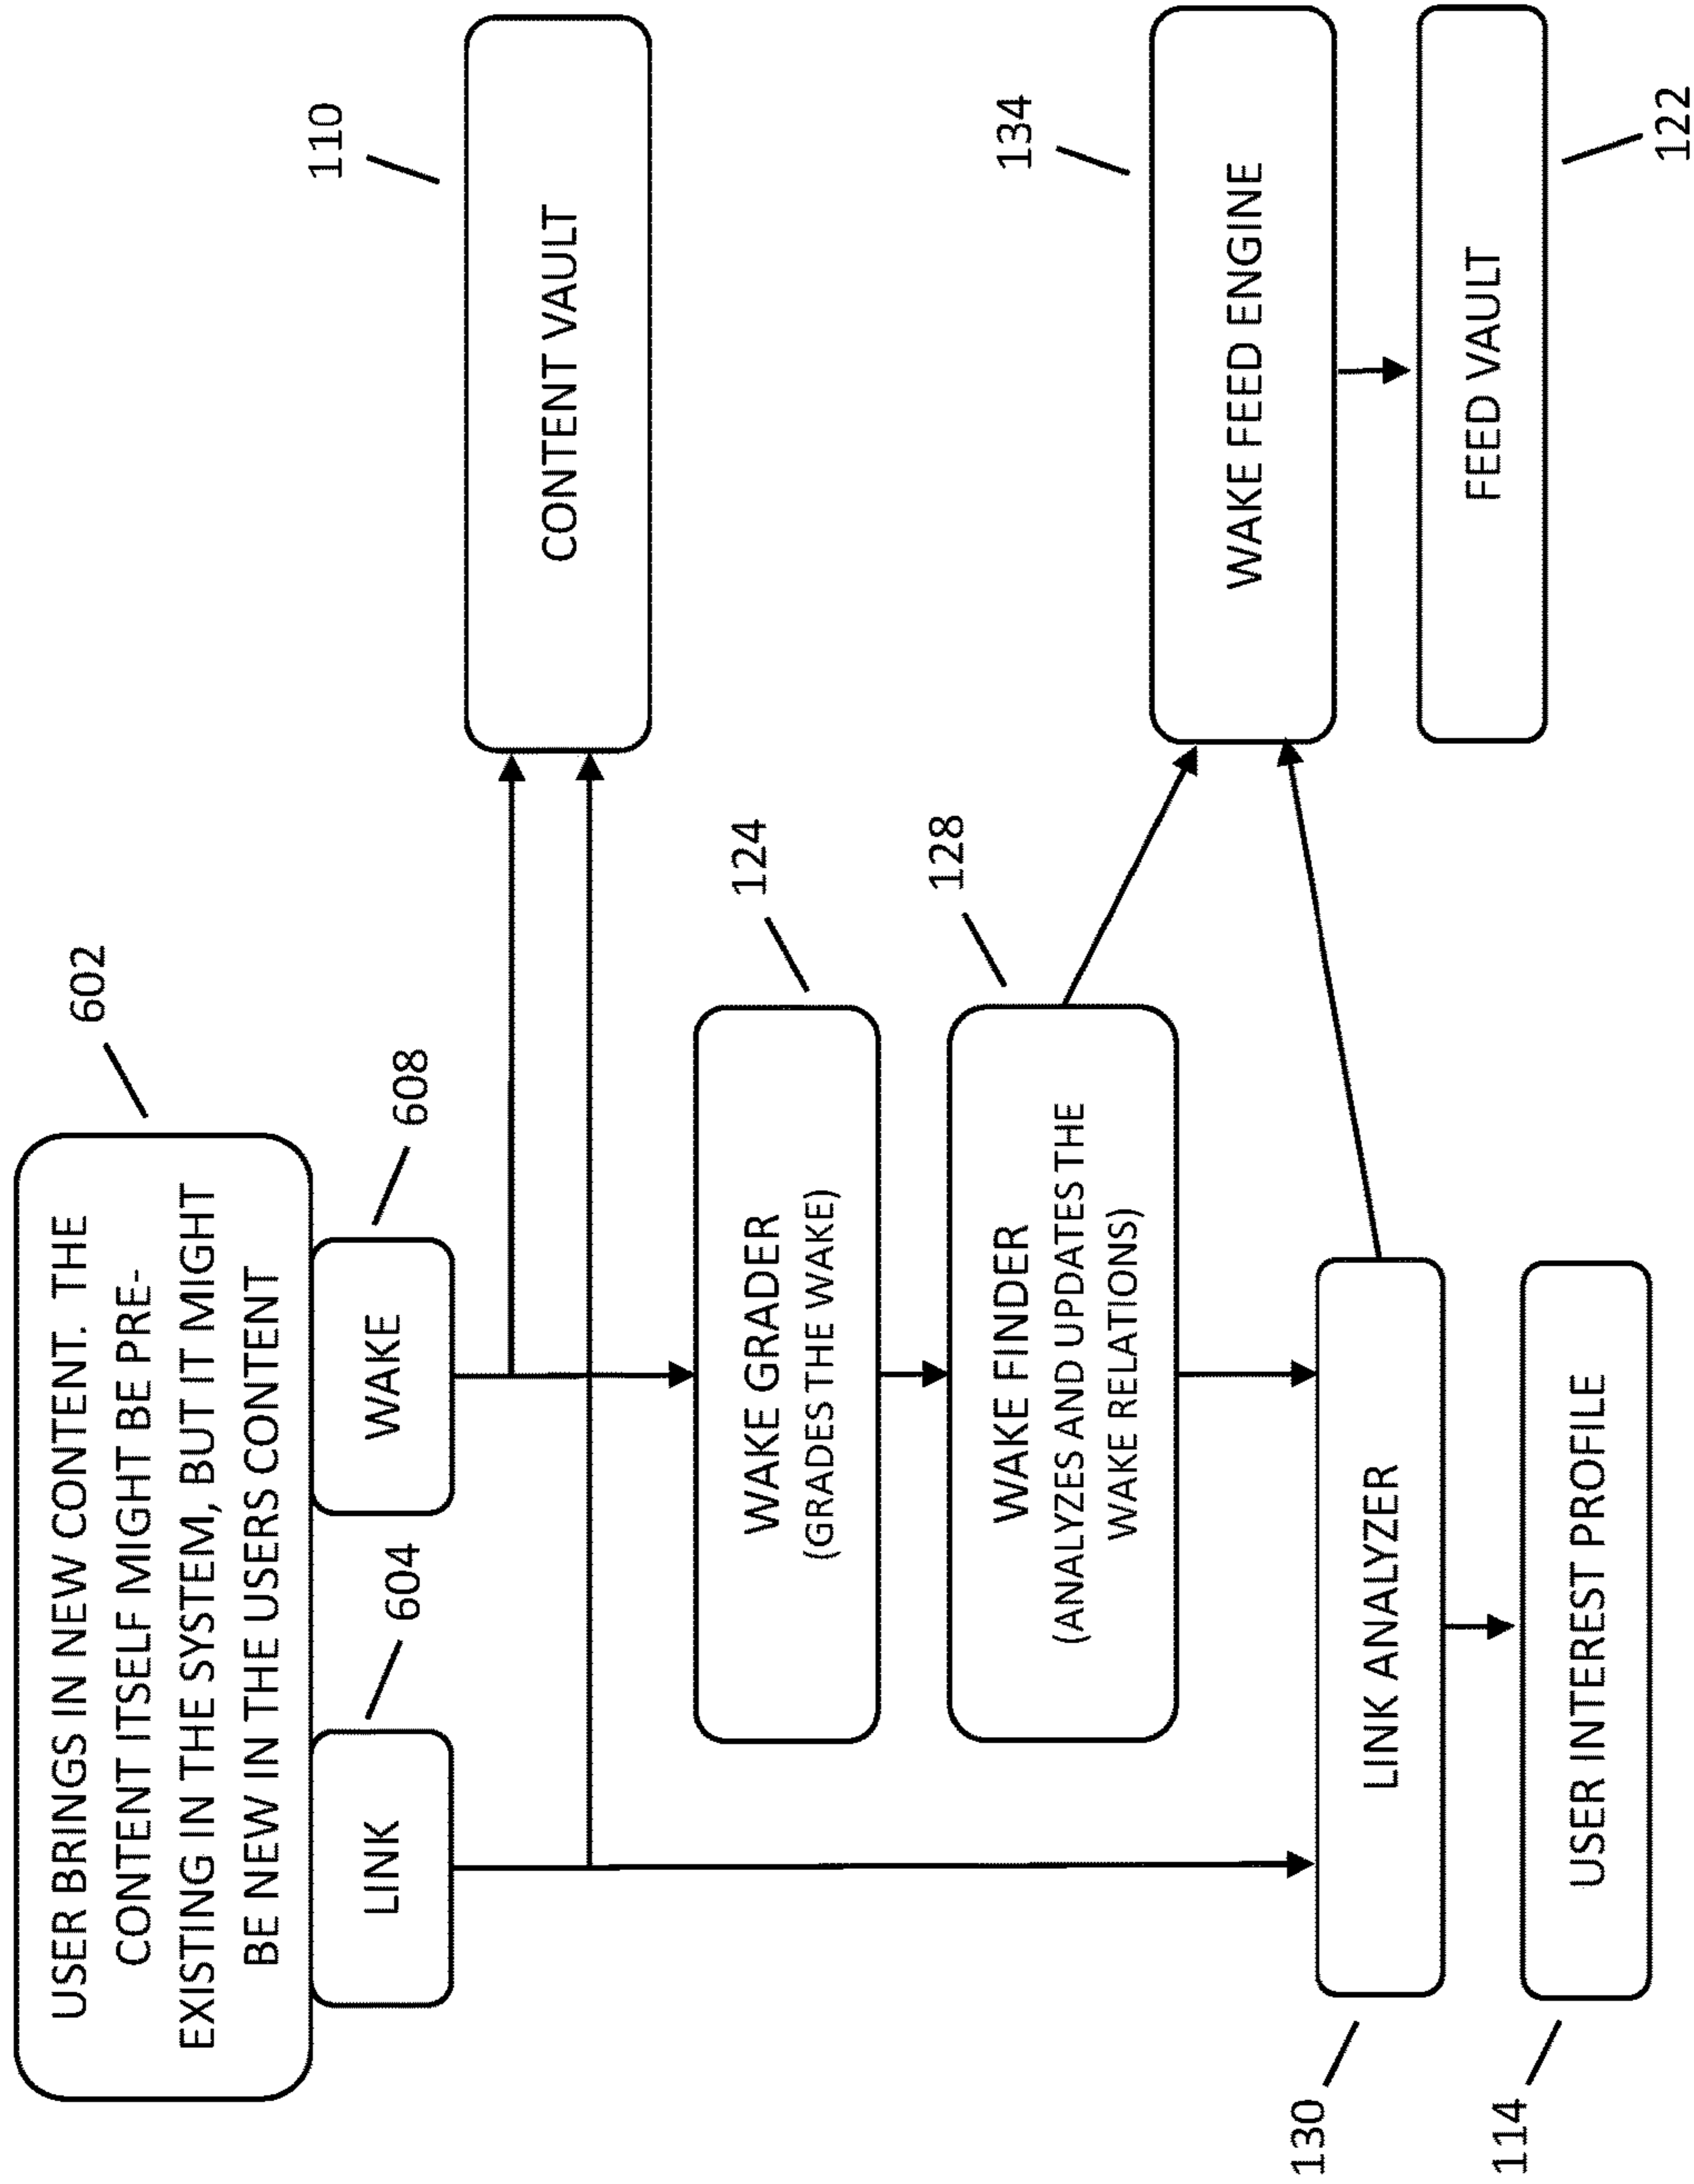 602
USER BRINGS IN NEW CONTENT. THE
CONTENT ITSELF MIGHT BE PRE-
EXISTING IN THE SYSTEM, BUT IT MIGHT
BE NEW IN THE USERS CONTENT
604
608
LINK
WAKE
110
CONTENT VAULT
124
WAKE GRADER
(GRADES THE WAKE)
128
WAKE FINDER
(ANALYZES AND UPDATES THE
WAKE RELATIONS)
134
WAKE FEED ENGINE
130
LINK ANALYZER
FEED VAULT
122
114
USER INTEREST PROFILE